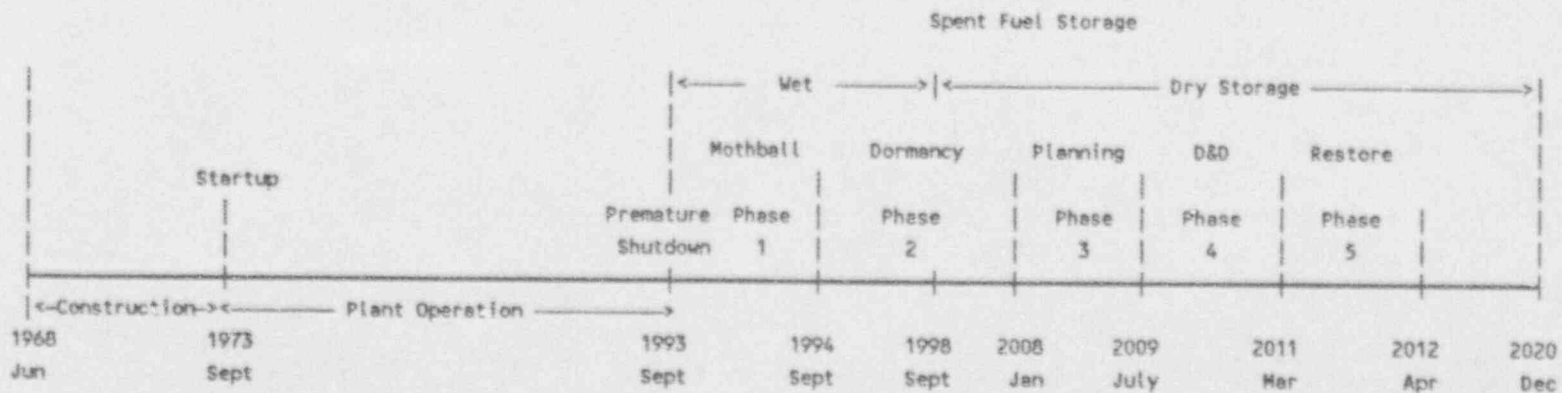 Spent Fuel Storage
Wet Dry Storage
Mothball Dormancy Planning D&D Restore
Startup
Premature Phase Phase Phase Phase Phase
Shutdown 1 2 3 4 5
<-Construction-><- Plant Operation ->
1968 1973 1993 1994 1998 2008 2009 2011 2012 2020
Jun Sept Sept Sept Sept Jan July Mar Apr Dec